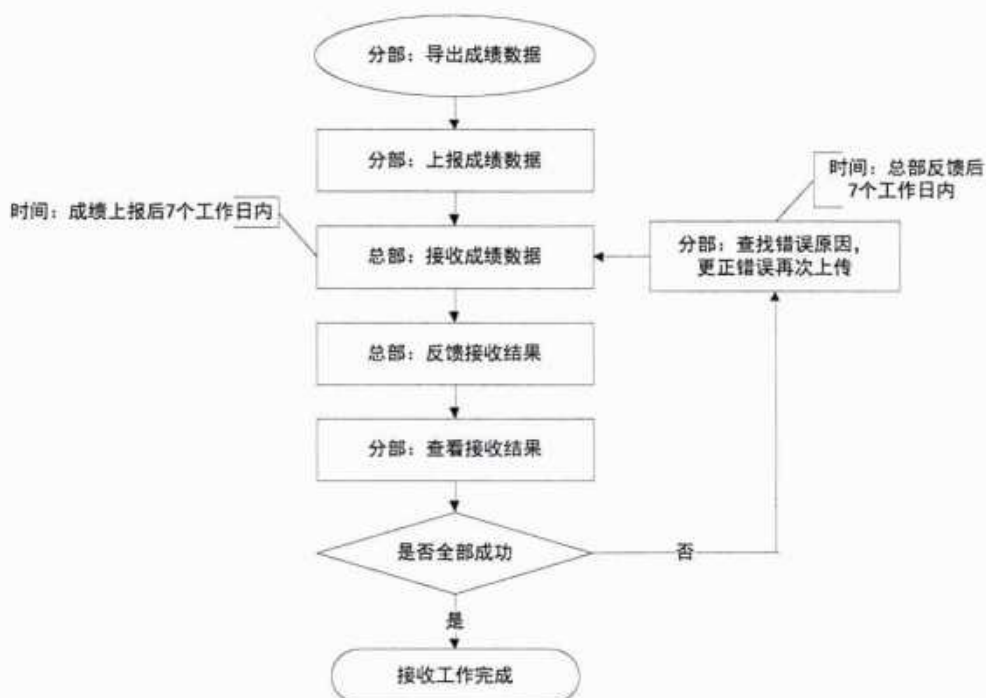 分部：导出成绩数据
分部：上报成绩数据
时间：总部反馈后
7个工作日内
时间：成绩上报后7个工作日内
总部：接收成绩数据
分部：查找错误原因，
更正错误再次上传
总部：反馈接收结果
分部：查看接收结果
是否全部成功
否
是
接收工作完成